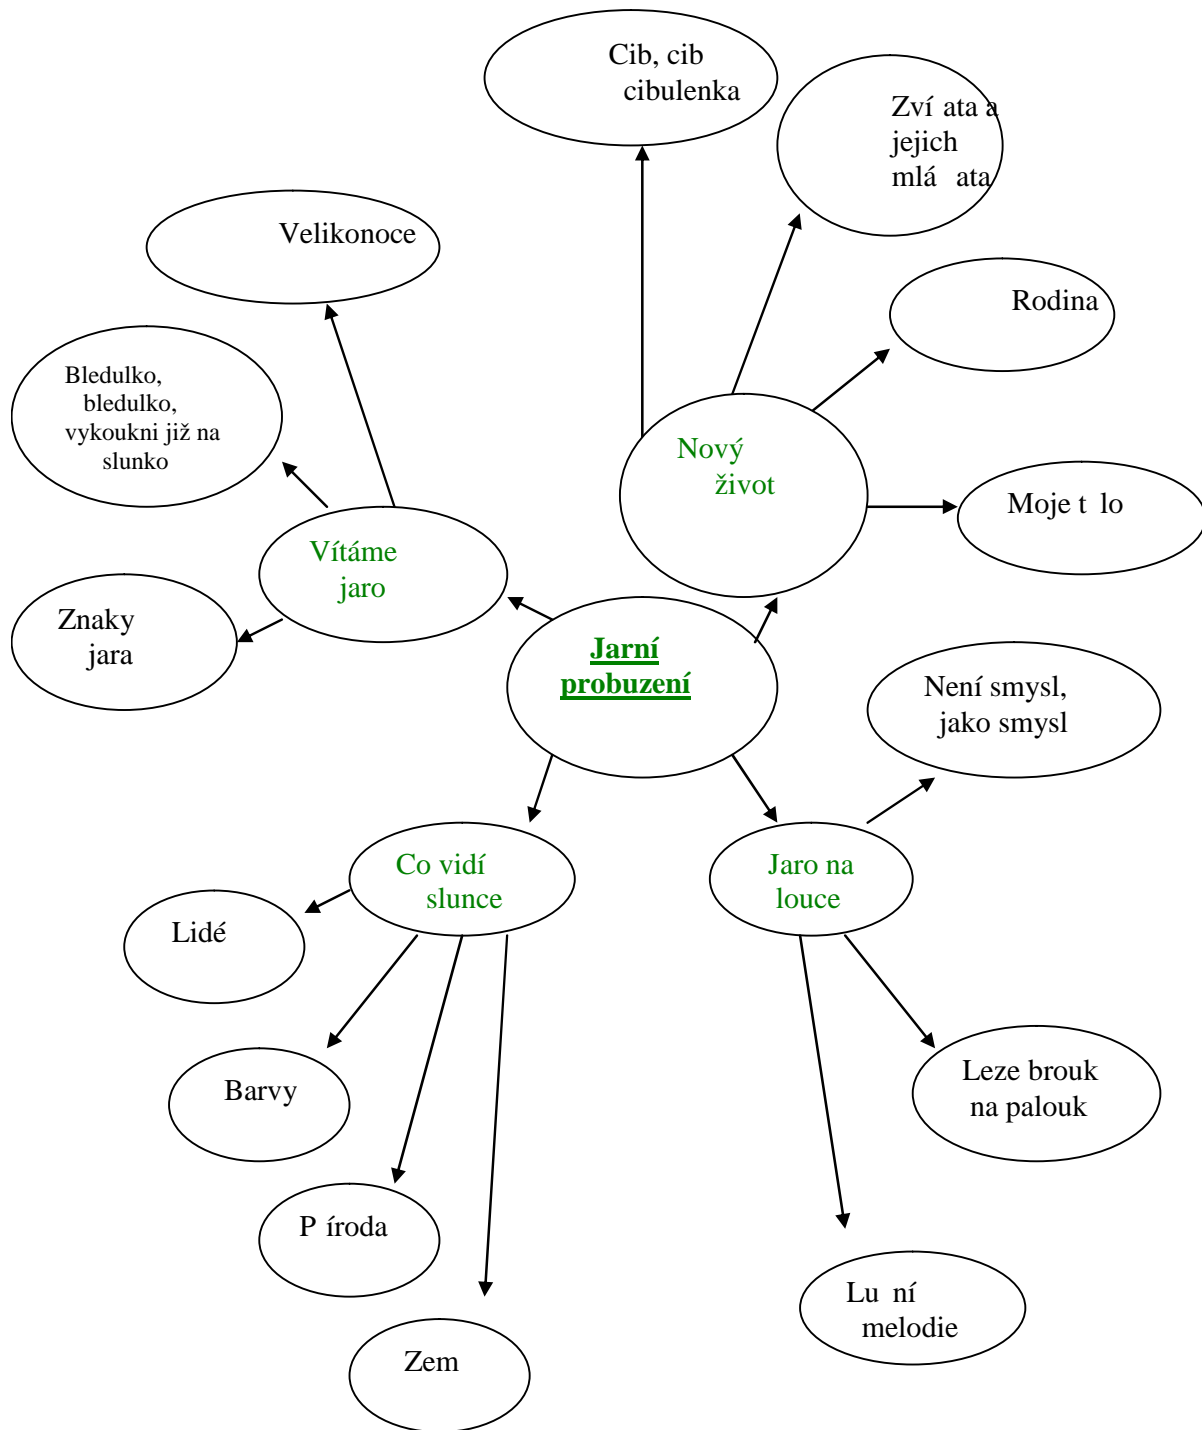 Cib, cib
cibulenka
Zví ata a
jejich
mlá ata
Velikonoce
Rodina
Bledulko,
bledulko,
vykoukni již na
slunko
Nový
život
Moje t lo
Vítáme
jaro
Znaky
jara
Jarní
probuzení
Není smysl,
jako smysl
Co vidí
slunce
Jaro na
louce
Lidé
Barvy
Leze brouk
na palouk
P íroda
Lu ní
melodie
Zem